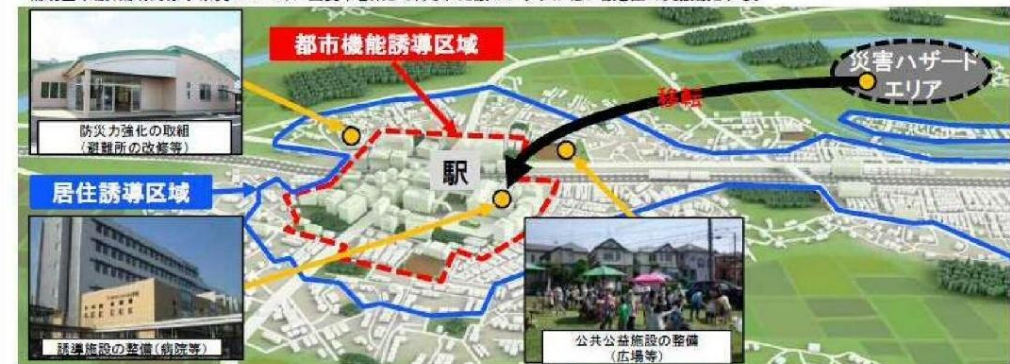 都市機能誘導区域
災害ハザード
エリア
移転
防災力強化の取組
(避難所の改修等)
駅
居住誘導区域
誘導施設の整備(病院等)
公共公益施設の整備
(広場等)